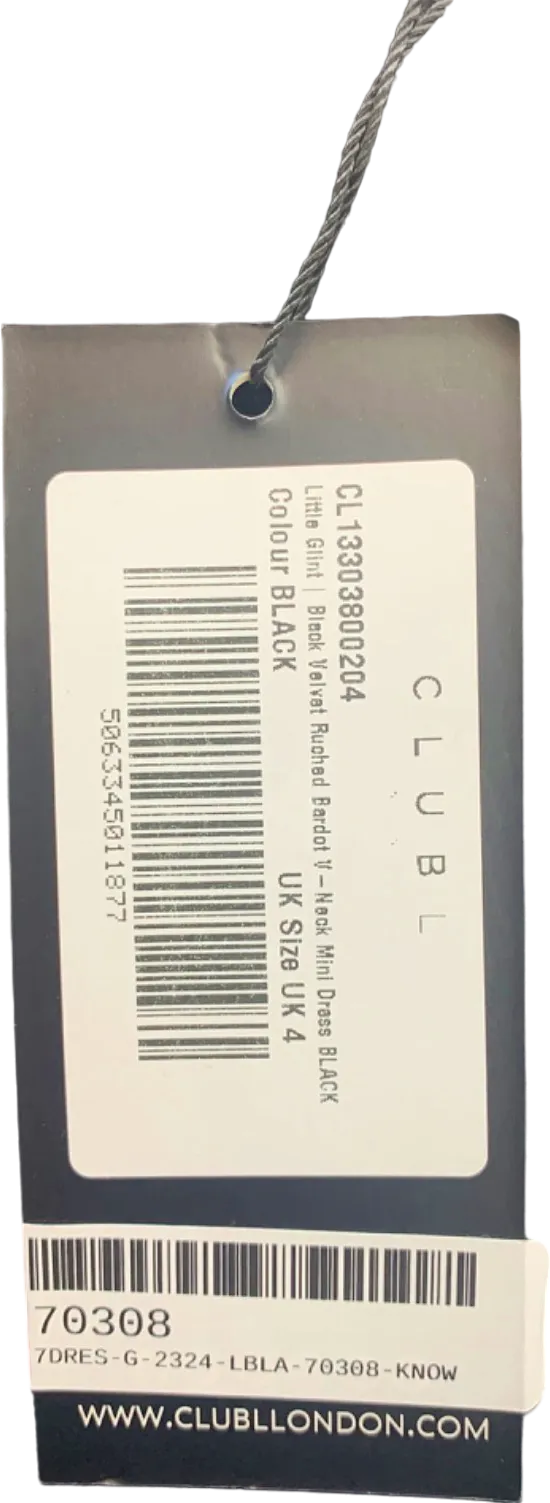 CLUB L
CL13303800204
Little Glint | Black Velvet Ruched Bardot V-Neck Mini Dress BLACK
Colour BLACK UK Size UK 4
5063345011877
70308
7DRES-G-2324-LBLA-70308-KNOW
WWW.CLUBLLONDON.COM